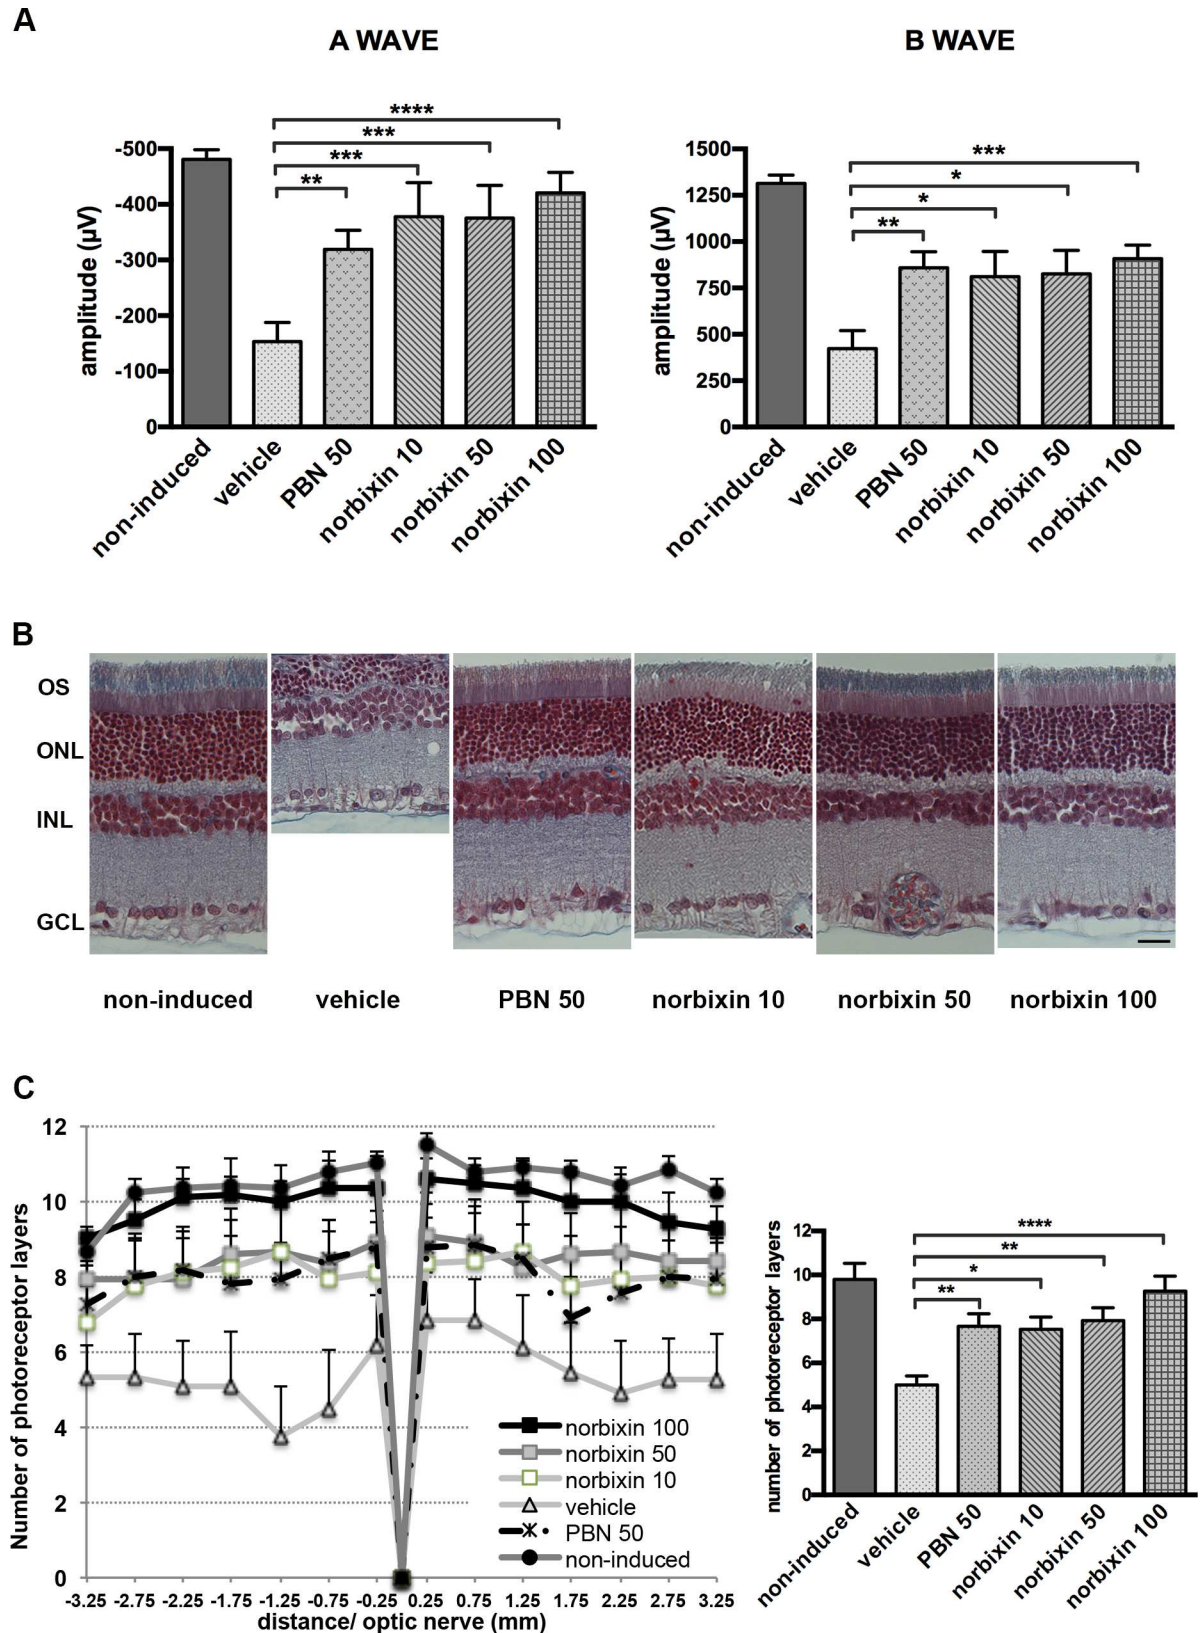 A
A WAVE
B WAVE
****
***
***
**
-500
-400
-300
-200
-100
0
amplitude (µV)
non-induced
vehicle
PBN 50
norbixin 10
norbixin 50
norbixin 100
***
*
*
**
1500
1250
1000
750
500
250
0
amplitude (µV)
non-induced
vehicle
PBN 50
norbixin 10
norbixin 50
norbixin 100
B
OS
ONL
INL
GCL
non-induced vehicle PBN 50 norbixin 10 norbixin 50 norbixin 100
C
12
10
8
6
4
2
0
Number of photoreceptor layers
norbixin 100
norbixin 50
norbixin 10
vehicle
PBN 50
non-induced
-3.25 -2.75 -2.25 -1.75 -1.25 -0.75 -0.25 0.25 0.75 1.25 1.75 2.25 2.75 3.25
distance/ optic nerve (mm)
****
**
*
**
12
10
8
6
4
2
0
number of photoreceptor layers
non-induced
vehicle
PBN 50
norbixin 10
norbixin 50
norbixin 100